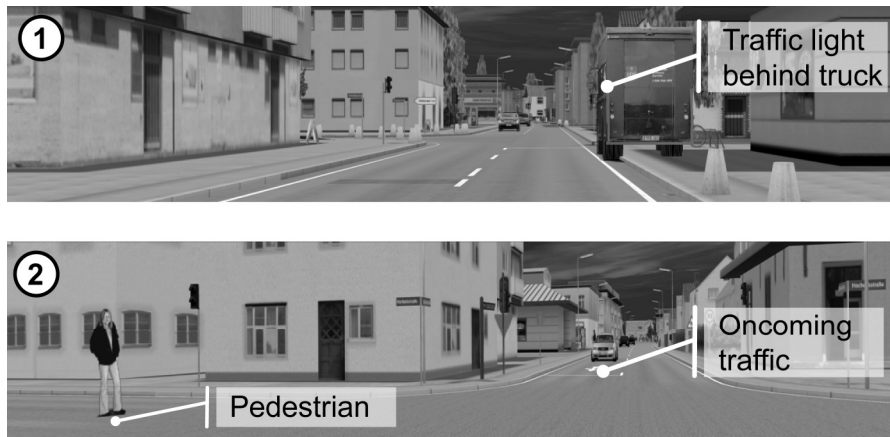 1
Traffic light
behind truck
2
Oncoming
traffic
Pedestrian